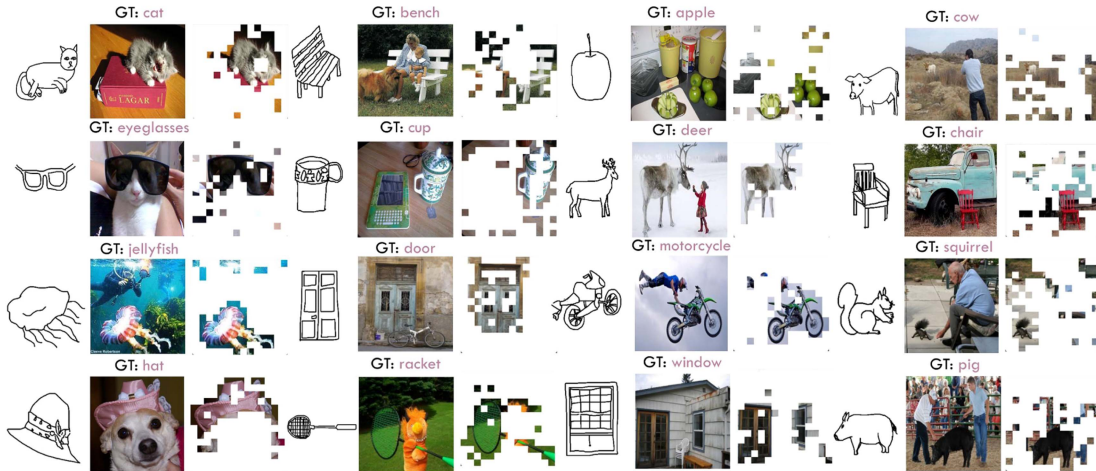 GT: cat
GT: bench
GT: apple
GT: cow
LAGAR
GT: eyeglasses
GT: cup
GT: deer
GT: chair
GT: jellyfish
GT: door
GT: motorcycle
GT: squirrel
GT: hat
GT: racket
GT: window
GT: pig